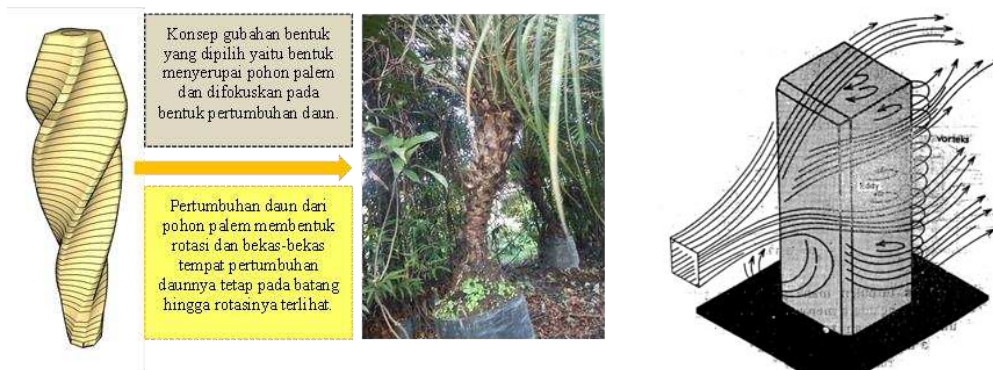 Konsep gubahan bentuk
yang dipilih yaitu bentuk
menyerupai pohon palem
dan difokuskan pada
bentuk pertumbuhan daun.
Pertumbuhan daun dari
pohon palem membentuk
rotasi dan bekas-bekas
tempat pertumbuhan
daunnya tetap pada batang
hingga rotasinya terlihat.
Vorteks
Eddy